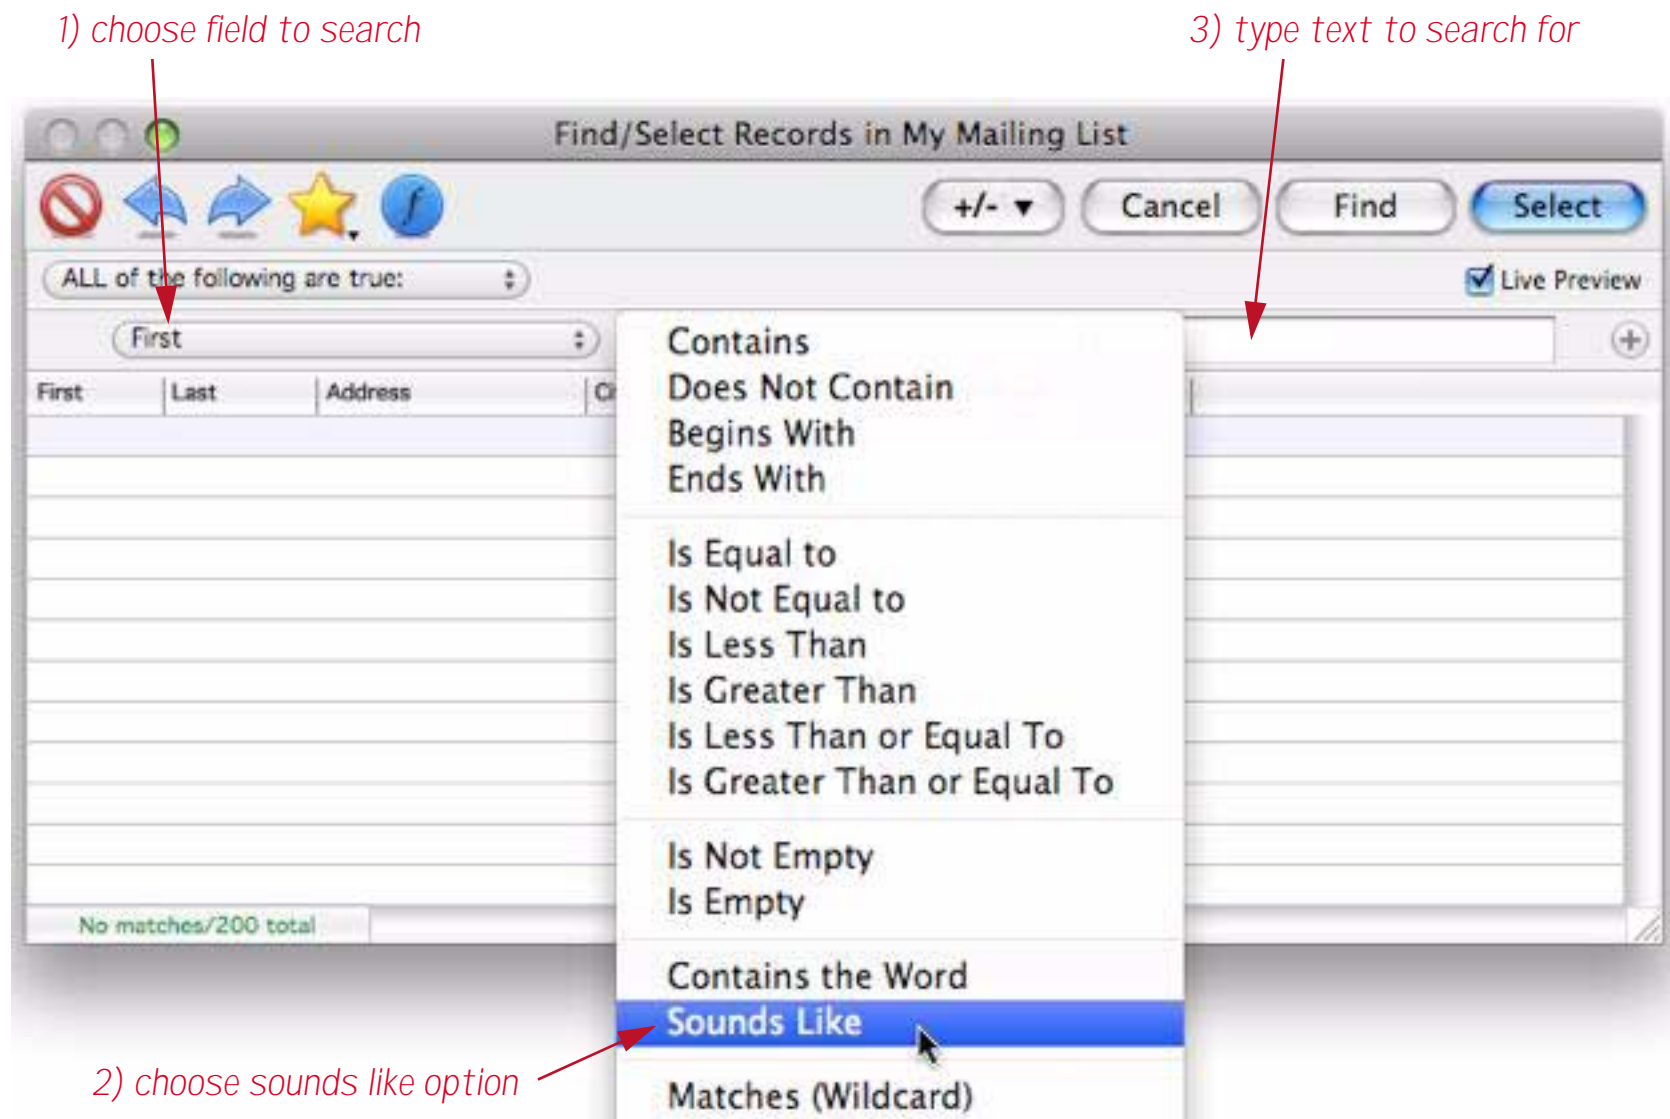 1) choose field to search
3) type text to search for
Find/Select Records in My Mailing List
+/- ▼ Cancel Find Select
ALL of the following are true:
Live Preview
First
First Last Address
Contains
Does Not Contain
Begins With
Ends With
Is Equal to
Is Not Equal to
Is Less Than
Is Greater Than
Is Less Than or Equal To
Is Greater Than or Equal To
Is Not Empty
Is Empty
No matches/200 total
Contains the Word
Sounds Like
2) choose sounds like option
Matches (Wildcard)